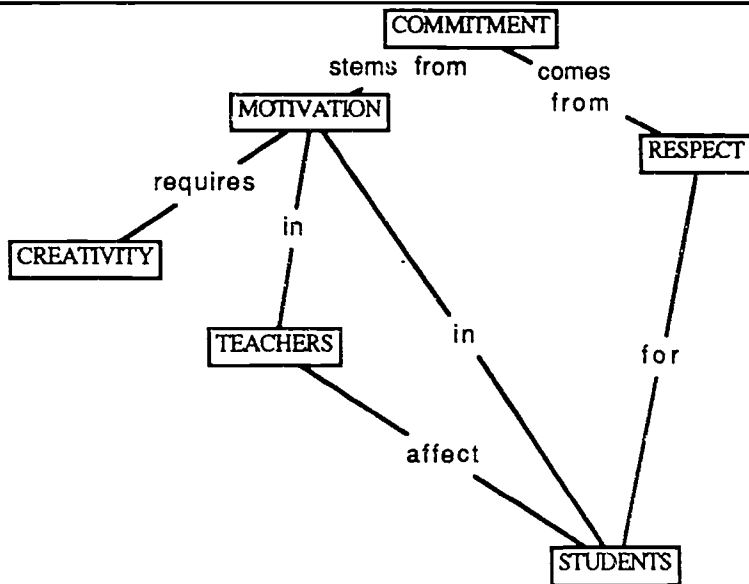 COMMITMENT
stems from
comes
from
MOTIVATION
RESPECT
requires
in
CREATIVITY
TEACHERS
in
for
affect
STUDENTS